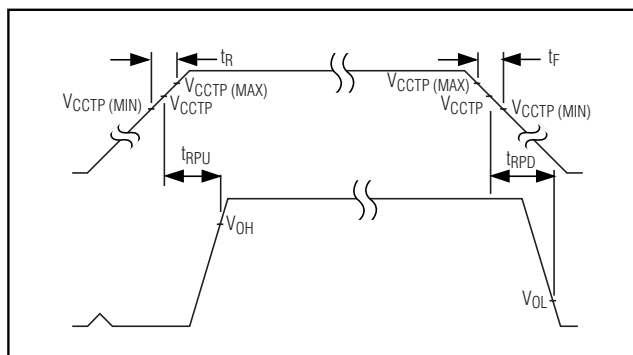 tR
tF
VCCTP (MAX)
VCCTP (MAX)
VCCTP (MIN)
VCCTP
VCCTP
VCCTP (MIN)
tRPU
tRPD
VOH
VOL